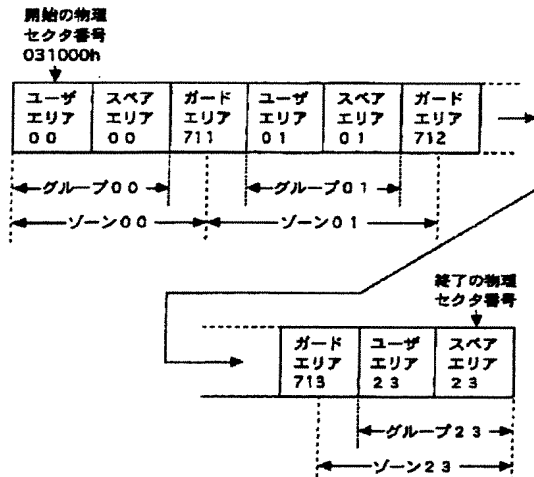 開始の物理
セクタ番号
031000h
ユーザ
エリア
00
スペア
エリア
00
ガード
エリア
711
ユーザ
エリア
01
スペア
エリア
01
ガード
エリア
712
グループ00
グループ01
ゾーン00
ゾーン01
終了の物理
セクタ番号
ガード
エリア
713
ユーザ
エリア
23
スペア
エリア
23
グループ23
ゾーン23